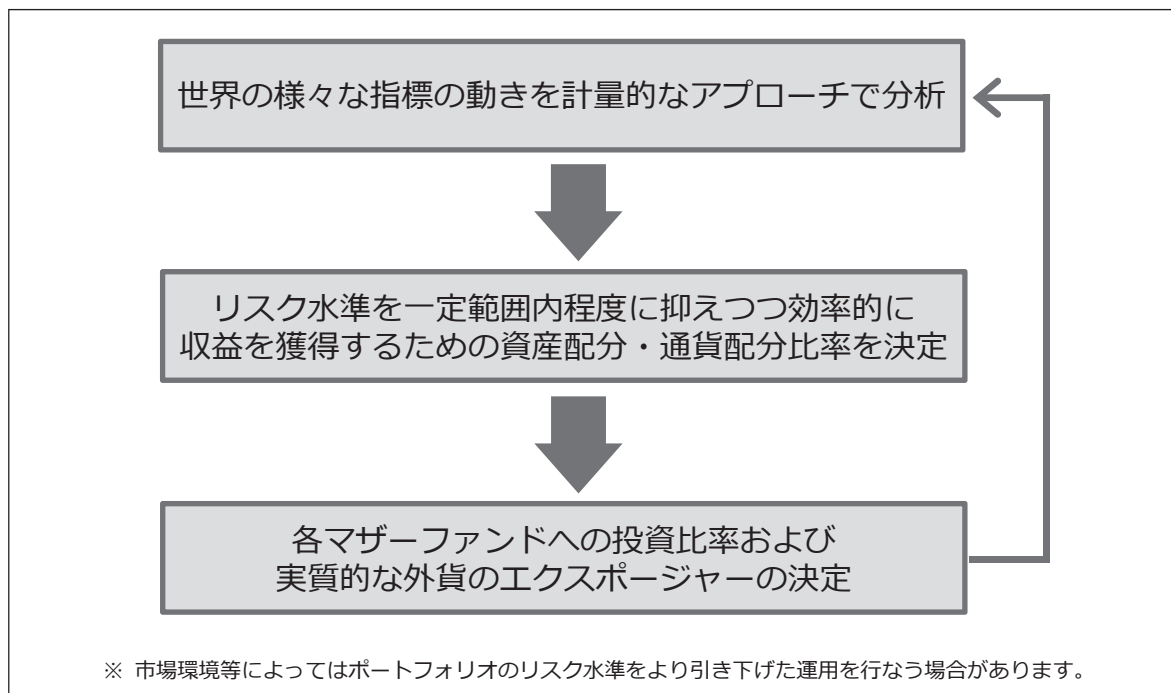 世界の様々な指標の動きを計量的なアプローチで分析
リスク水準を一定範囲内程度に抑えつつ効率的に
収益を獲得するための資産配分・通貨配分比率を決定
各マザーファンドへの投資比率および
実質的な外貨のエクスポージャーの決定
※ 市場環境等によってはポートフォリオのリスク水準をより引き下げた運用を行なう場合があります。